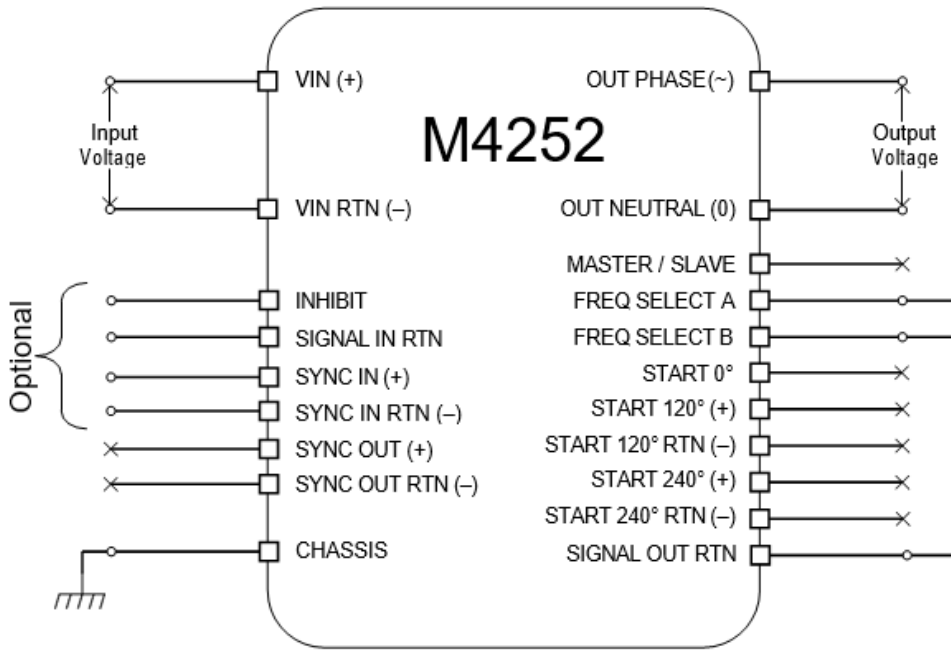 M4252
VIN (+)
Input
Voltage
VIN RTN (–)
Optional
INHIBIT
SIGNAL IN RTN
SYNC IN (+)
SYNC IN RTN (–)
SYNC OUT (+)
SYNC OUT RTN (–)
CHASSIS
OUT PHASE (~)
Output
Voltage
OUT NEUTRAL (0)
MASTER / SLAVE
FREQ SELECT A
FREQ SELECT B
START 0°
START 120° (+)
START 120° RTN (–)
START 240° (+)
START 240° RTN (–)
SIGNAL OUT RTN